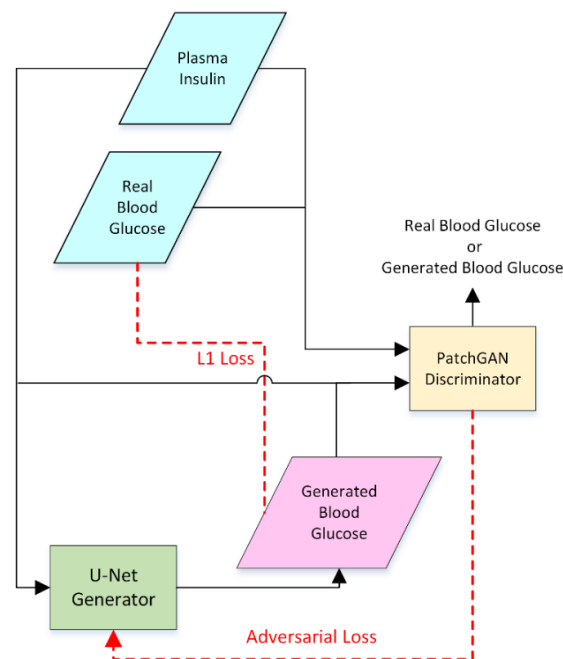 Plasma
Insulin
Real
Blood
Glucose
Real Blood Glucose
or
Generated Blood Glucose
L1 Loss
PatchGAN
Discriminator
Generated
Blood
Glucose
U-Net
Generator
Adversarial Loss